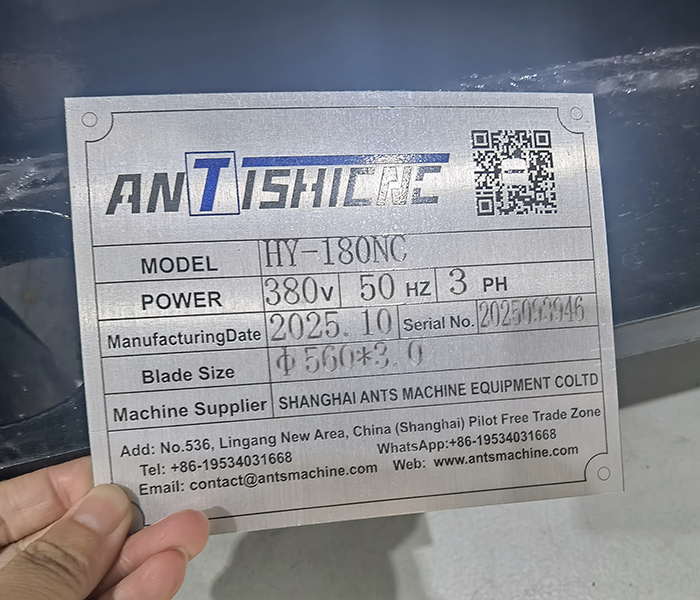 ANTISHICNC
MODEL HY-180NC
POWER 380V 50 HZ 3 PH
ManufacturingDate 2025.10 Serial No. 2025093946
Blade Size Φ560*3.0
Machine Supplier SHANGHAI ANTS MACHINE EQUIPMENT COLTD
Add: No.536, Lingang New Area, China (Shanghai) Pilot Free Trade Zone
Tel: +86-19534031668 WhatsApp:+86-19534031668
Email: contact@antsmachine.com Web: www.antsmachine.com